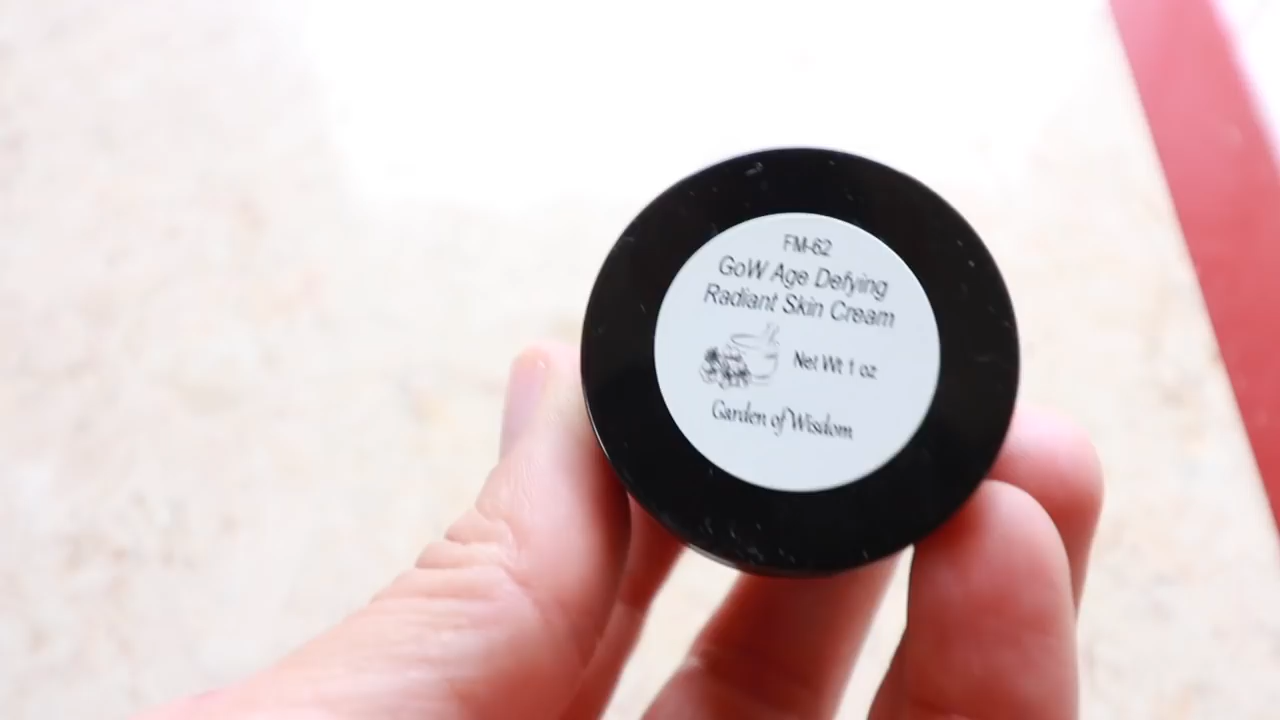 FM-62
GoW Age Defying
Radiant Skin Cream
Net Wt 1 oz
Garden of Wisdom